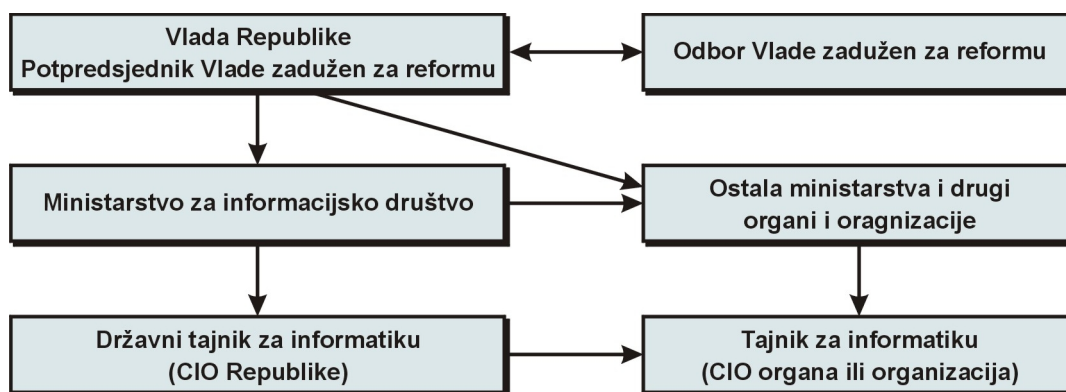 Vlada Republike
Potpredsjednik Vlade zadužen za reformu
Odbor Vlade zadužen za reformu
Ministarstvo za informacijsko društvo
Ostala ministarstva i drugi
organi i oragnizacije
Državni tajnik za informatiku
(CIO Republike)
Tajnik za informatiku
(CIO organa ili organizacija)